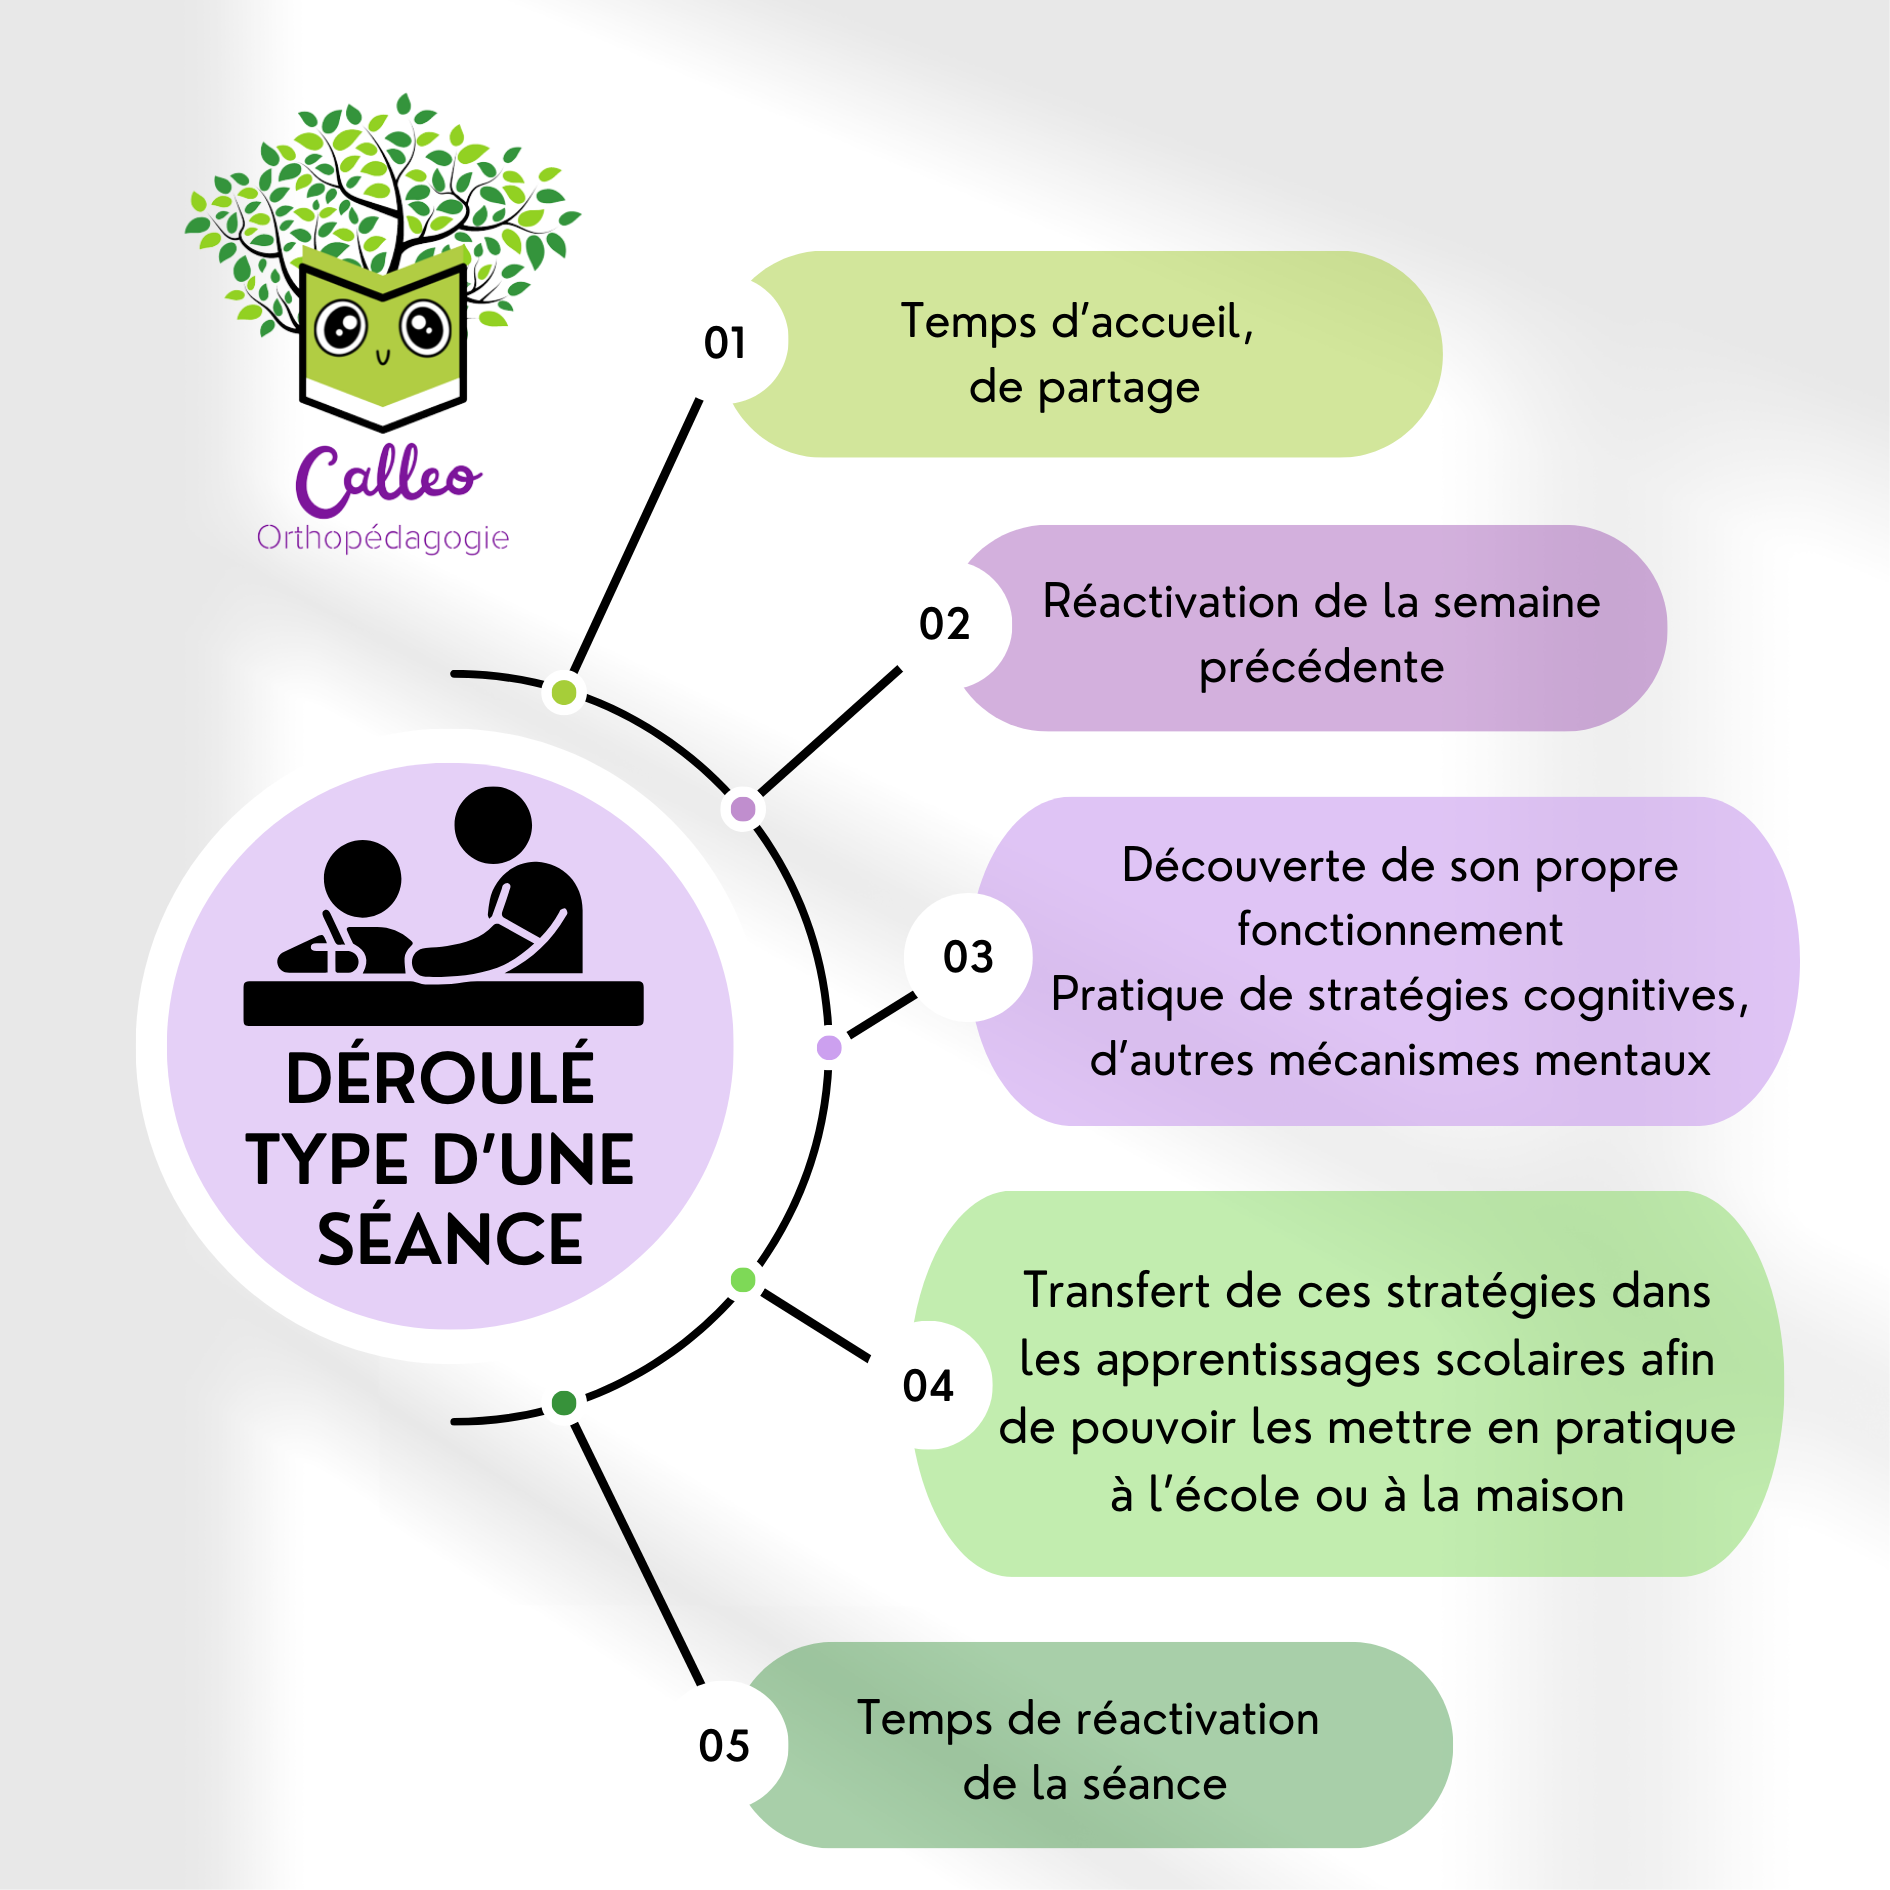 Calleo
Orthopédagogie
DÉROULÉ
TYPE D'UNE
SÉANCE
01
Temps d'accueil,
de partage
02
Réactivation de la semaine
précédente
03
Découverte de son propre
fonctionnement
Pratique de stratégies cognitives,
d'autres mécanismes mentaux
04
Transfert de ces stratégies dans
les apprentissages scolaires afin
de pouvoir les mettre en pratique
à l'école ou à la maison
05
Temps de réactivation
de la séance